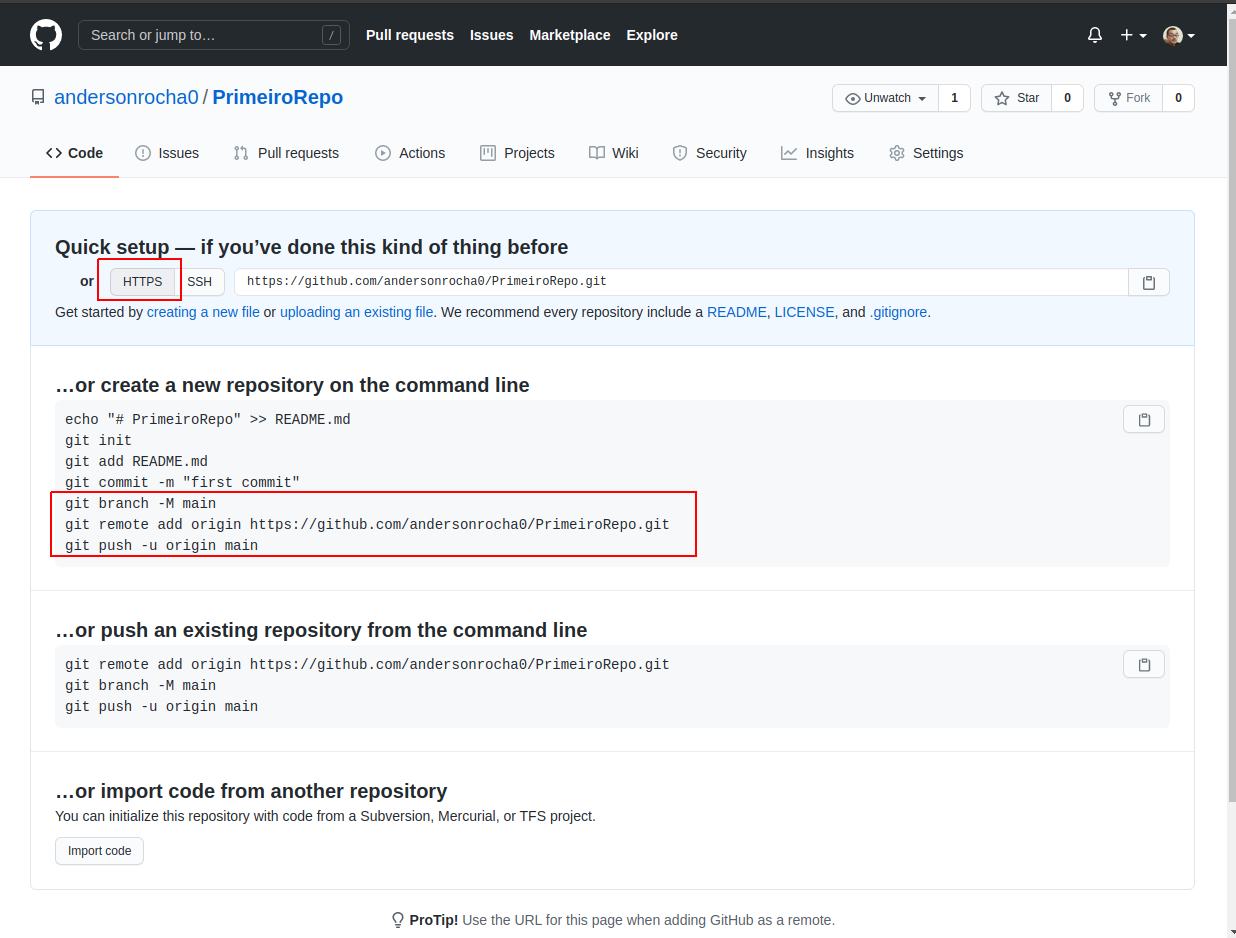 Search or jump to… /
Pull requests Issues Marketplace Explore
andersonrocha0 / PrimeiroRepo
Unwatch 1 Star 0 Fork 0
Code Issues Pull requests Actions Projects Wiki Security Insights Settings
Quick setup — if you’ve done this kind of thing before
or HTTPS SSH https://github.com/andersonrocha0/PrimeiroRepo.git
Get started by creating a new file or uploading an existing file. We recommend every repository include a README, LICENSE, and .gitignore.
…or create a new repository on the command line
echo "# PrimeiroRepo" >> README.md
git init
git add README.md
git commit -m "first commit"
git branch -M main
git remote add origin https://github.com/andersonrocha0/PrimeiroRepo.git
git push -u origin main
…or push an existing repository from the command line
git remote add origin https://github.com/andersonrocha0/PrimeiroRepo.git
git branch -M main
git push -u origin main
…or import code from another repository
You can initialize this repository with code from a Subversion, Mercurial, or TFS project.
Import code
ProTip! Use the URL for this page when adding GitHub as a remote.